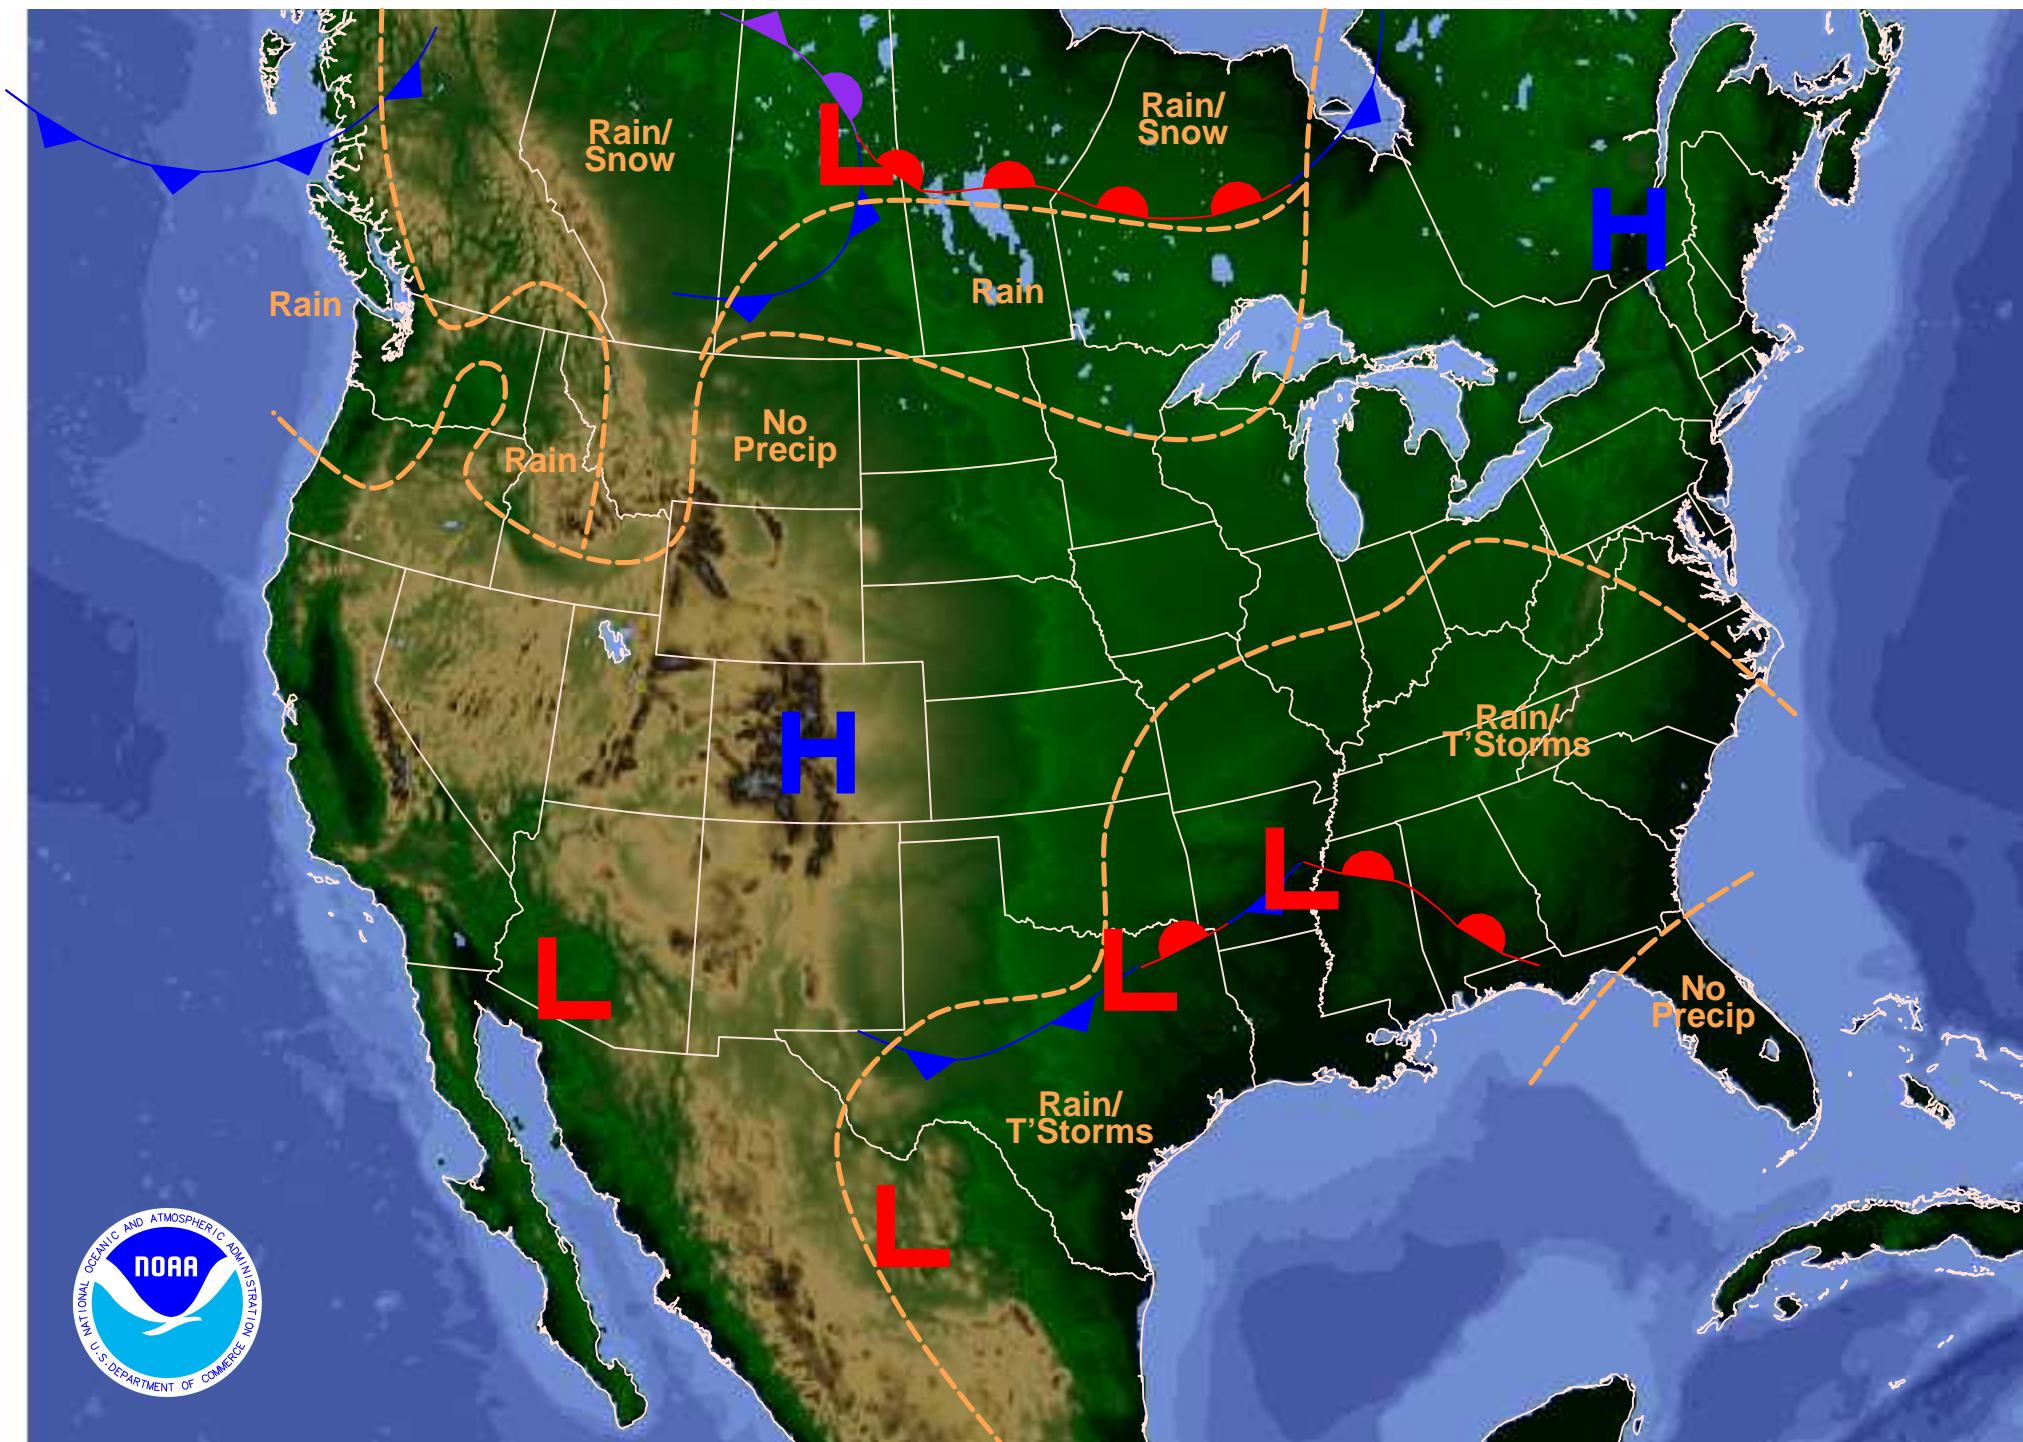 Rain/
Snow
Rain/
Snow
L
H
Rain
Rain
No
Precip
Rain
Rain/
T'Storms
H
L
L
L
No
Precip
Rain/
T'Storms
L
NATIONAL OCEANIC AND ATMOSPHERIC ADMINISTRATION
NOAA
U.S. DEPARTMENT OF COMMERCE